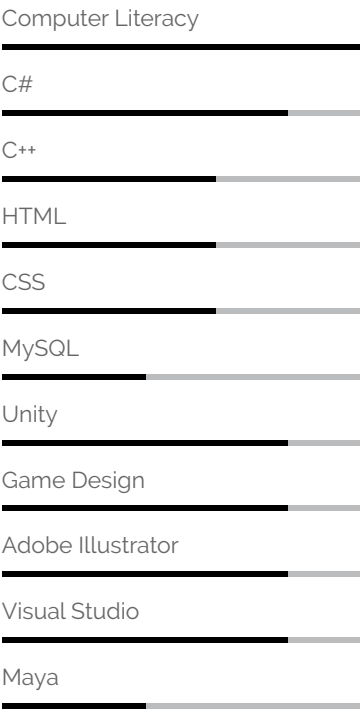 Computer Literacy
C#
C++
HTML
CSS
MySQL
Unity
Game Design
Adobe Illustrator
Visual Studio
Maya